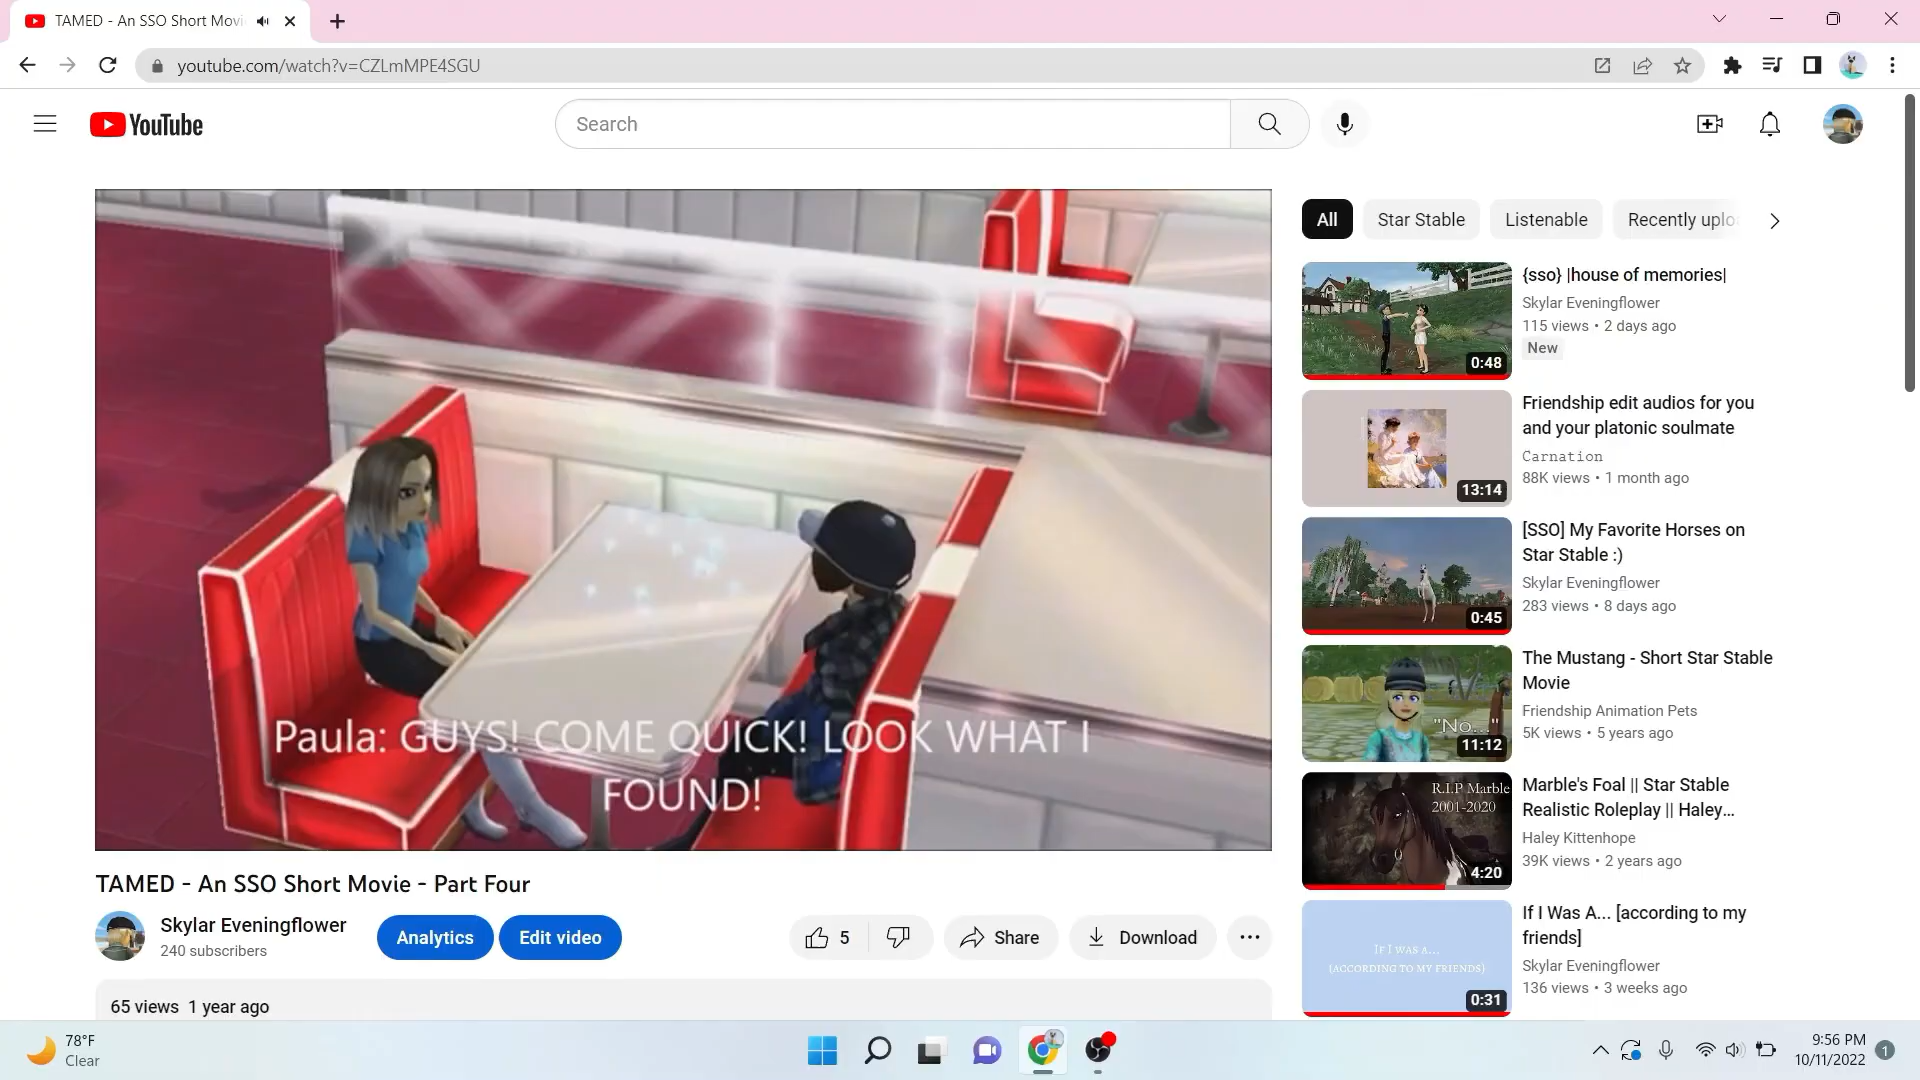 TAMED - An SSO Short Movi
youtube.com/watch?v=CZLmMPE4SGU
YouTube
Search
Paula: GUYS! COME QUICK! LOOK WHAT I
FOUND!
TAMED - An SSO Short Movie - Part Four
Skylar Eveningflower
240 subscribers
Analytics
Edit video
5
Share
Download
65 views 1 year ago
All
Star Stable
Listenable
Recently uplo
0:48
{sso} |house of memories|
Skylar Eveningflower
115 views • 2 days ago
New
13:14
Friendship edit audios for you
and your platonic soulmate
Carnation
88K views • 1 month ago
0:45
[SSO] My Favorite Horses on
Star Stable :)
Skylar Eveningflower
283 views • 8 days ago
"No..."
11:12
The Mustang - Short Star Stable
Movie
Friendship Animation Pets
5K views • 5 years ago
R.I.P Marble
2001-2020
4:20
Marble's Foal || Star Stable
Realistic Roleplay || Haley...
Haley Kittenhope
39K views • 2 years ago
IF I WAS A...
(ACCORDING TO MY FRIENDS)
0:31
If I Was A... [according to my
friends]
Skylar Eveningflower
136 views • 3 weeks ago
78°F
Clear
9:56 PM
10/11/2022
1